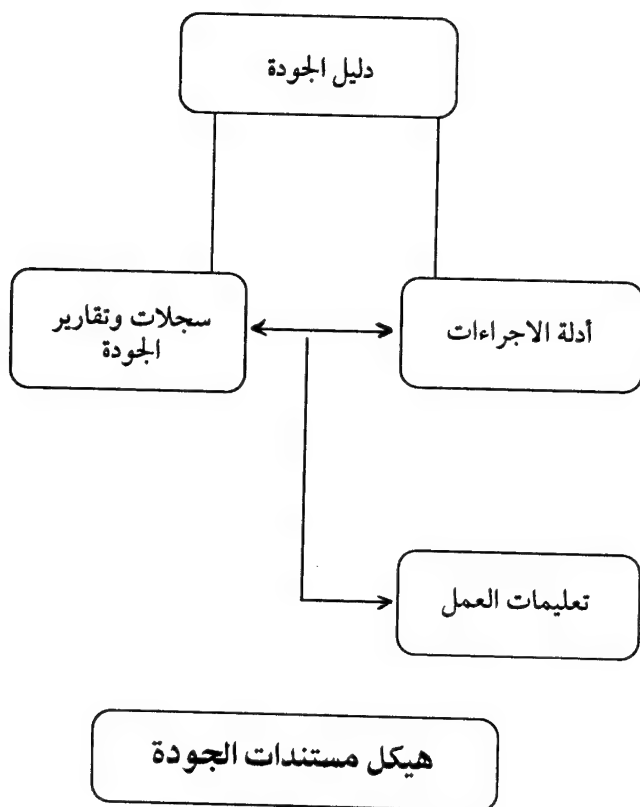 دليل الجودة
أدلة الاجراءات
سجلات وتقارير
الجودة
تعليمات العمل
هيكل مستندات الجودة